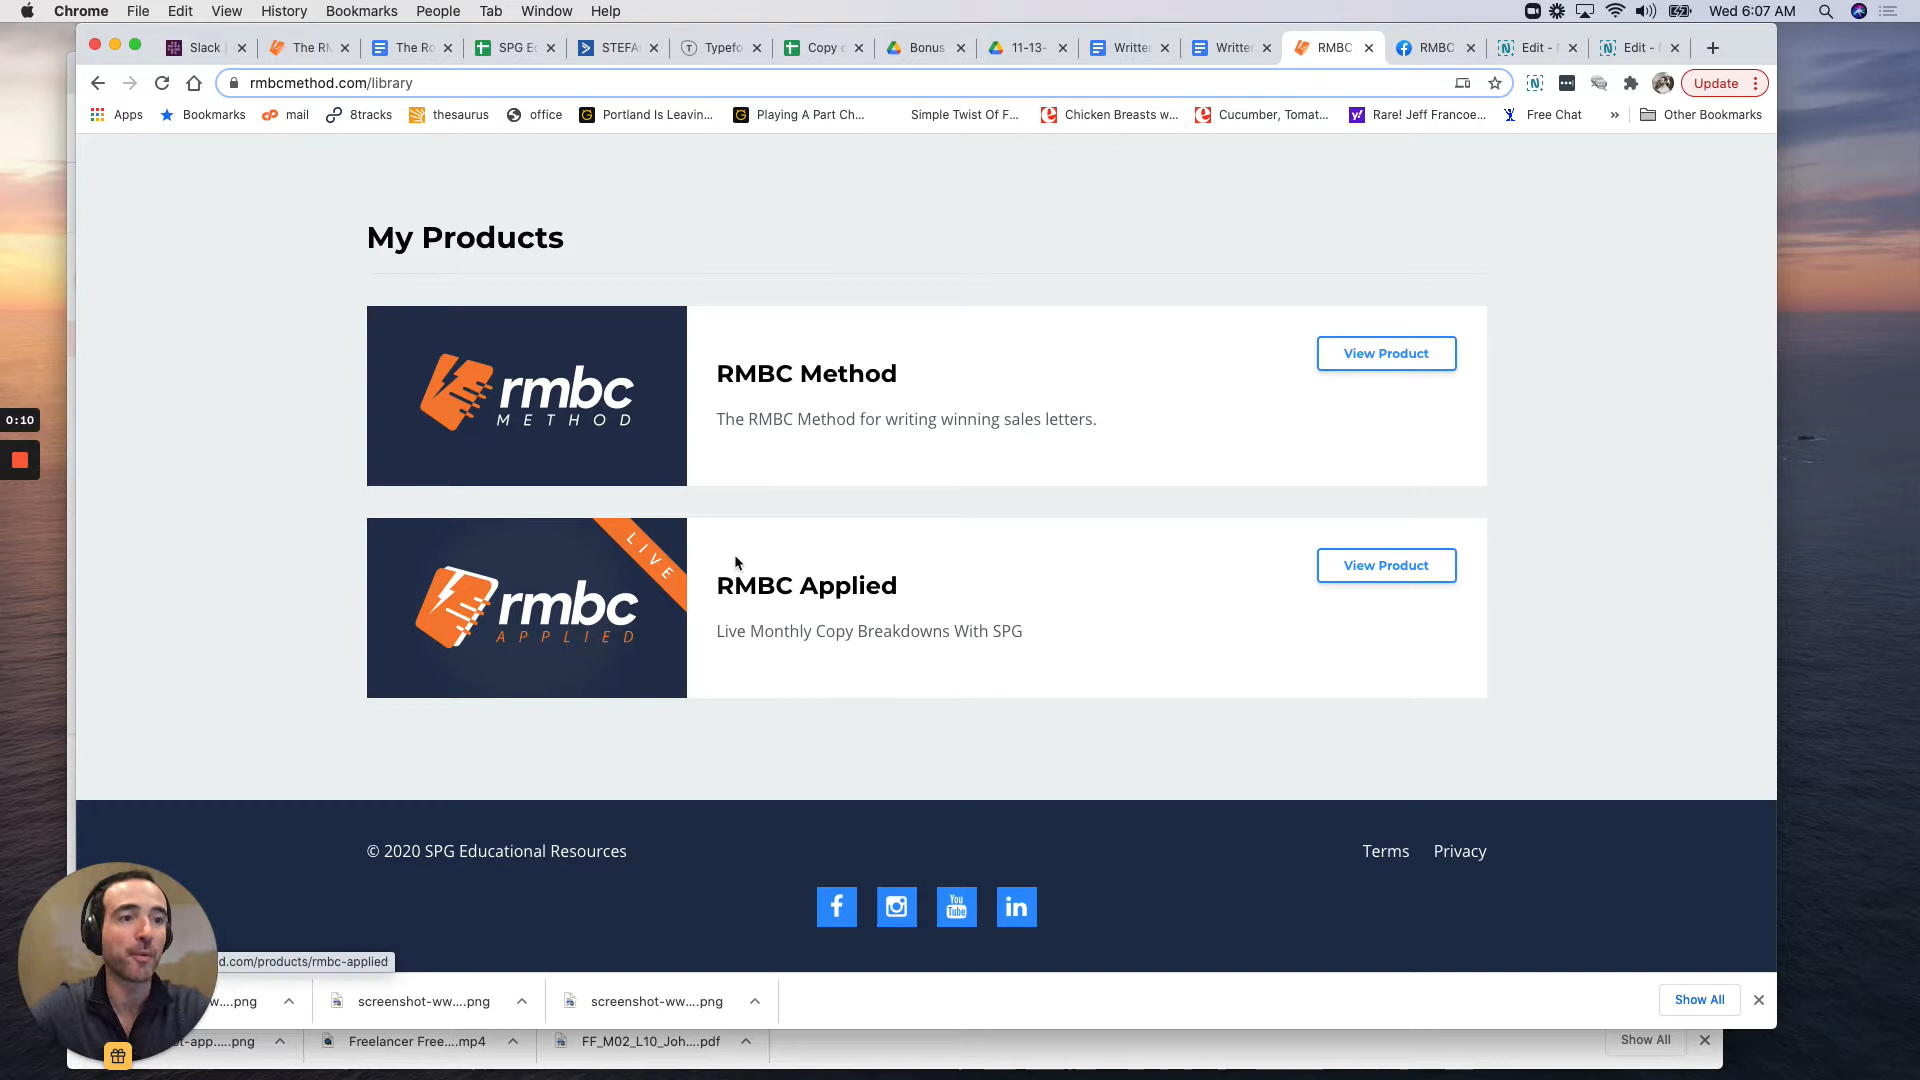 Chrome File Edit View History Bookmarks People Tab Window Help Wed 6:07 AM
Slack The RM The Ro SPG Ec STEFA Typefo Copy Bonus 11-13- Writte Writte RMBC RMBC Edit - Edit -
rmbcmethod.com/library Update
Apps Bookmarks mail 8tracks thesaurus office Portland Is Leavin... Playing A Part Ch... Simple Twist Of F... Chicken Breasts w... Cucumber, Tomat... Rare! Jeff Francoe... Free Chat » Other Bookmarks
My Products
rmbc
METHOD
RMBC Method
The RMBC Method for writing winning sales letters.
View Product
0:10
LIVE
rmbc
APPLIED
RMBC Applied
Live Monthly Copy Breakdowns With SPG
View Product
© 2020 SPG Educational Resources
Terms Privacy
You Tube in
d.com/products/rmbc-applied
w....png screenshot-ww....png screenshot-ww....png Show All
t-app.....png Freelancer Free....mp4 FF_M02_L10_Joh....pdf Show All